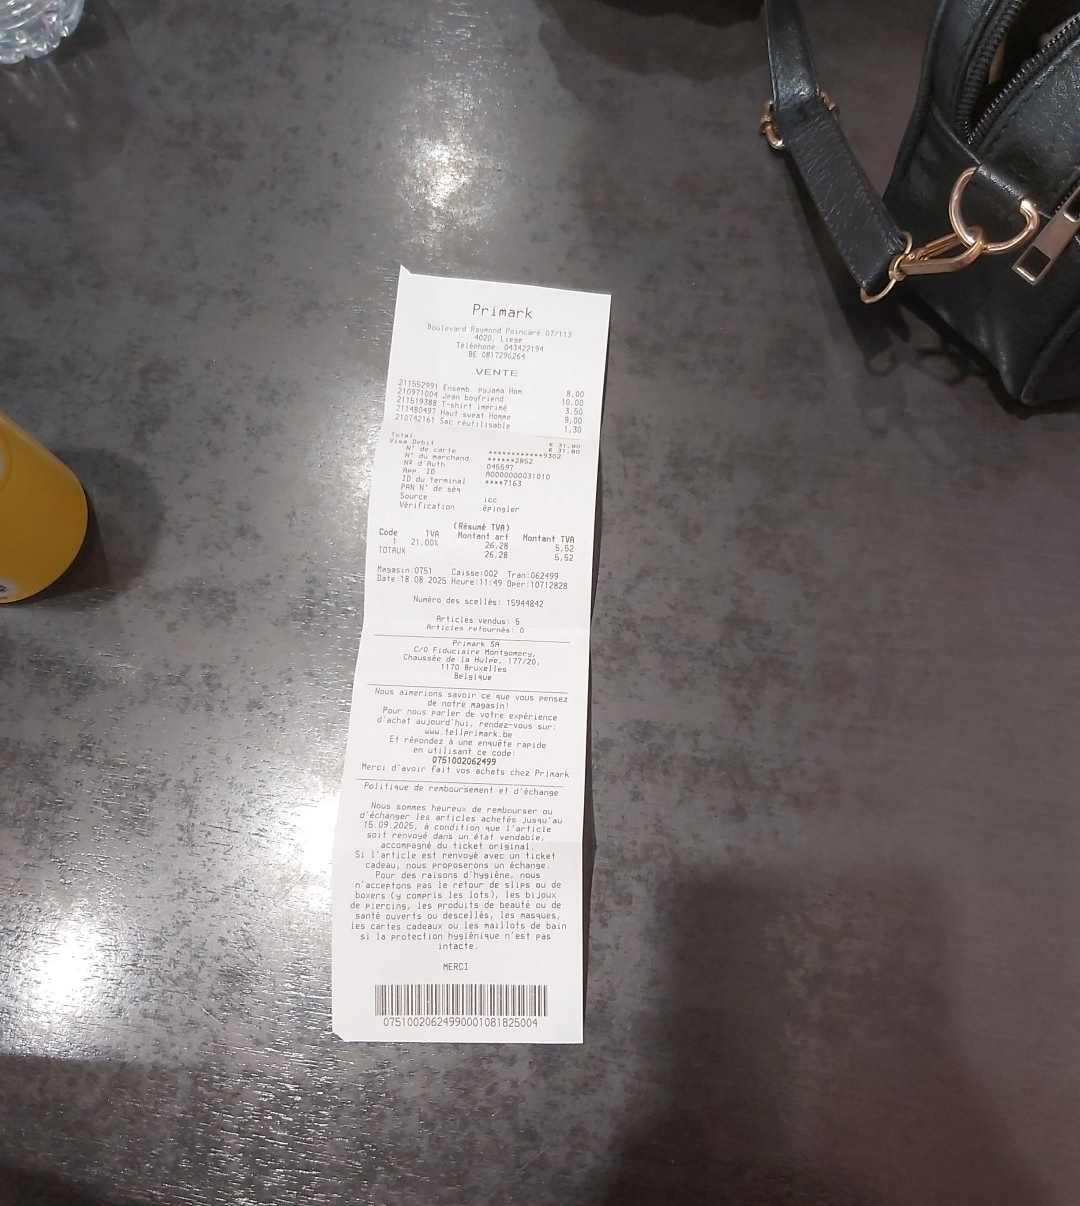 Primark
Boulevard Raymond Poincaré 07/113
4020, Liege
Téléphone: 043422194
BE 0817296264
VENTE
211552991 Ensemb. pyjama Hom 8,00
210971004 Jean boyfriend 10,00
211519388 T-shirt imprimé 3,50
211480497 Haut sweat Homme 9,00
210742161 Sac réutilisable 1,30
Total € 31,80
Visa Debit € 31,80
N° de carte: ************9302
N° du marchand ******2852
Nº d'Auth 045597
App. ID A0000000031010
ID du terminal ****7163
PAN N° de séq
Source icc
Vérification épingler
(Résumé TVA)
Code TVA Montant art Montant TVA
1 21.00% 26,28 5,52
TOTAUX 26,28 5,52
Magasin:0751 Caisse:002 Tran:062499
Date:18.08.2025 Heure:11:49 Oper:10712828
Numéro des scellés: 15944842
Articles vendus: 5
Articles retournés: 0
Primark SA
C/O Fiduciaire Montgomery,
Chaussée de la Hulpe, 177/20,
1170 Bruxelles
Belgique
Nous aimerions savoir ce que vous pensez
de notre magasin!
Pour nous parler de votre expérience
d'achat aujourd'hui, rendez-vous sur:
www.tellprimark.be
Et répondez à une enquête rapide
en utilisant ce code:
0751002062499
Merci d'avoir fait vos achats chez Primark
Politique de remboursement et d'échange
Nous sommes heureux de rembourser ou
d'échanger les articles achetés jusqu'au
15.09.2025, à condition que l'article
soit renvoyé dans un état vendable,
accompagné du ticket original.
Si l'article est renvoyé avec un ticket
cadeau, nous proposerons un échange.
Pour des raisons d'hygiène, nous
n'acceptons pas le retour de slips ou de
boxers (y compris les lots), les bijoux
de piercing, les produits de beauté ou de
santé ouverts ou descellés, les masques,
les cartes cadeaux ou les maillots de bain
si la protection hygiénique n'est pas
intacte.
MERCI
07510020624990001081825004